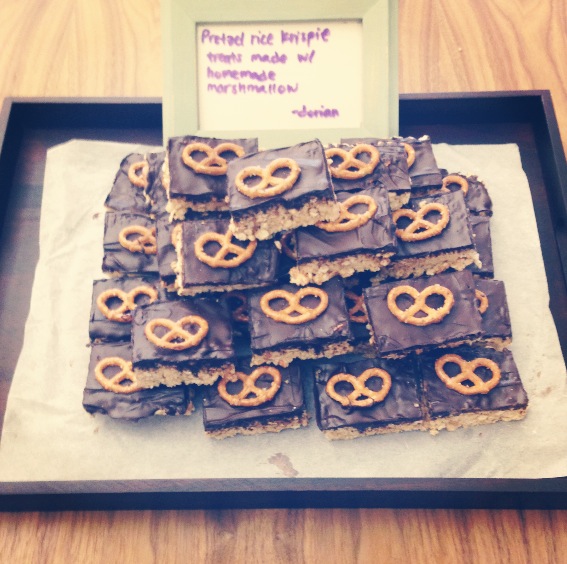 Pretzel rice krispie
treats made w/
homemade
marshmallow
-dorian